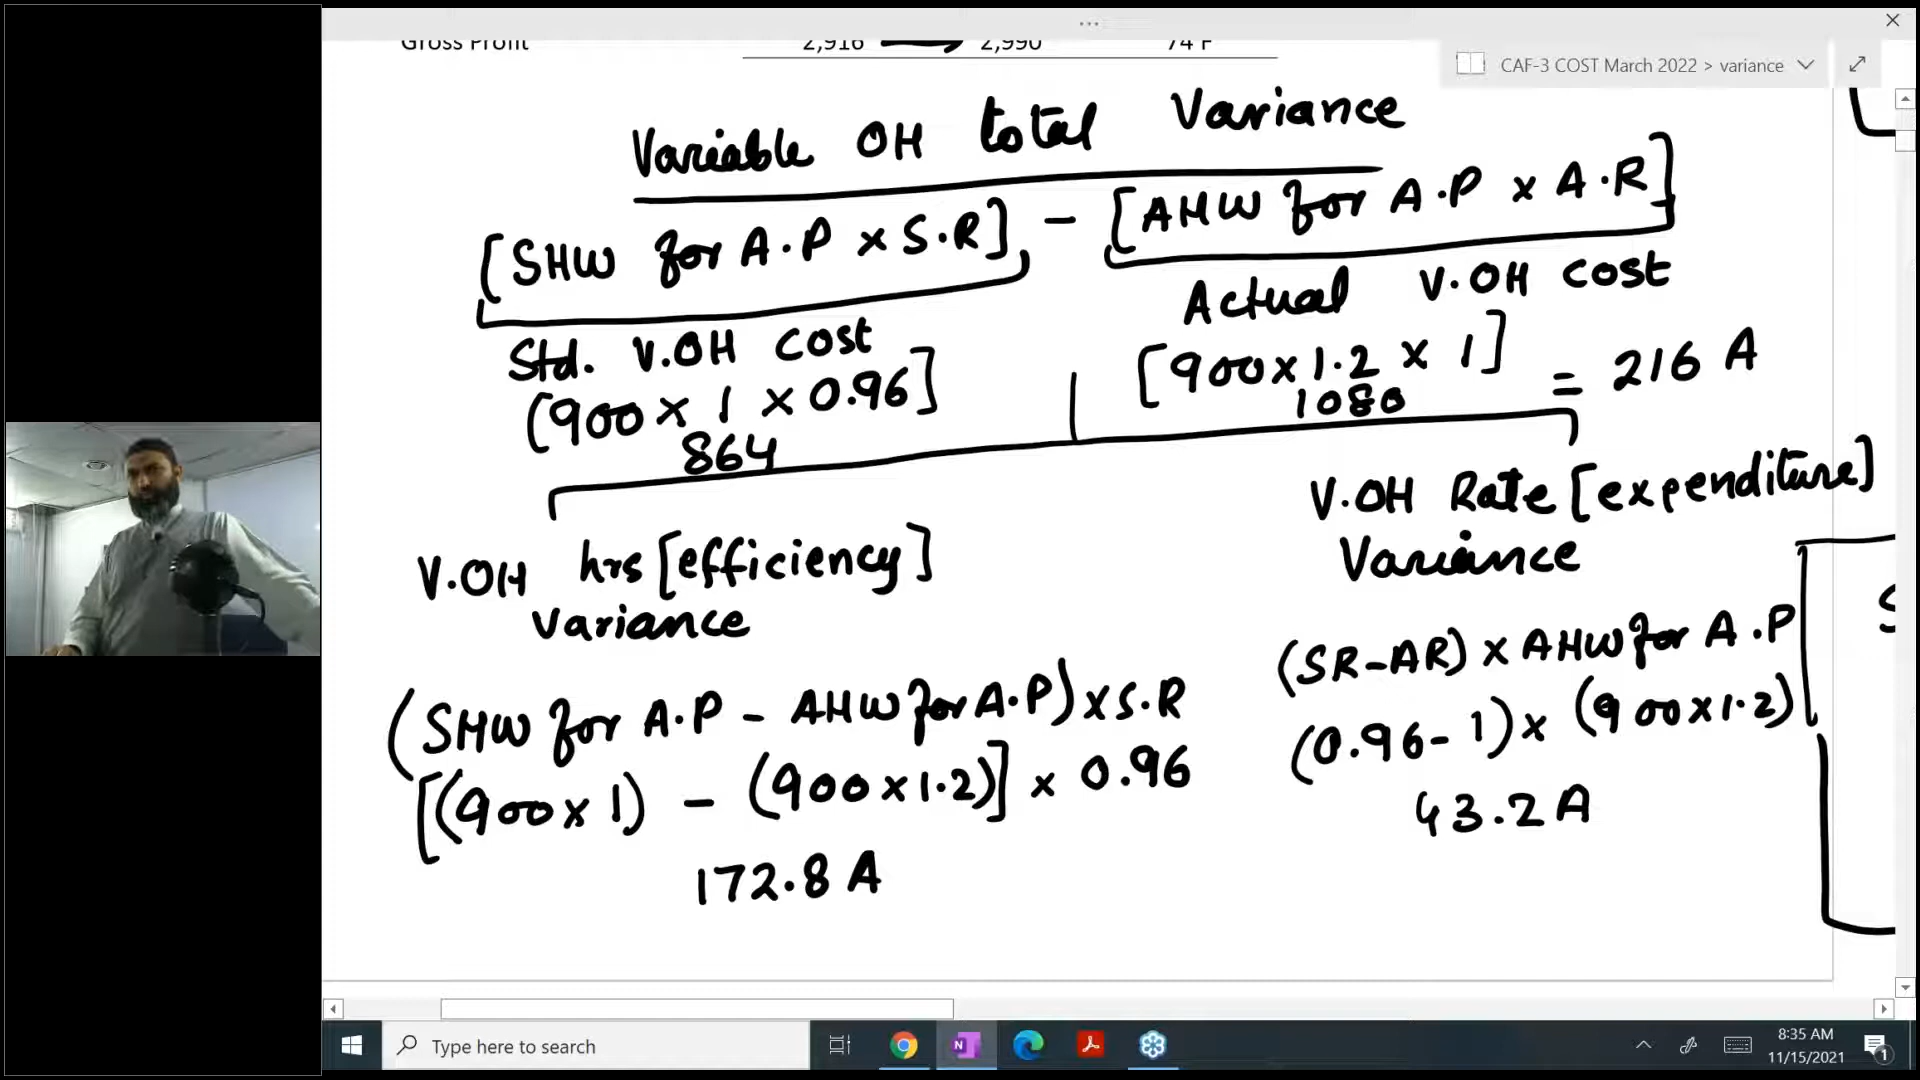 Gross Profit 2,916 2,990 74 F
CAF-3 COST March 2022 > variance
Variable OH total Variance
[SHW for A.P x S.R] - [AHW for A.P x A.R]
Std. V.OH Cost
Actual V.OH Cost
(900 x 1 x 0.96]
[900 x 1.2 x 1] = 216 A
864
1080
V.OH hrs [efficiency]
Variance
V.OH Rate [expenditure]
Variance
(SHW for A.P - AHW for A.P) x S.R
[(900 x 1) - (900 x 1.2)] x 0.96
172.8 A
(SR-AR) x AHW for A.P
(0.96 - 1) x (900 x 1.2)
43.2 A
S
Type here to search
N
8:35 AM
11/15/2021
1